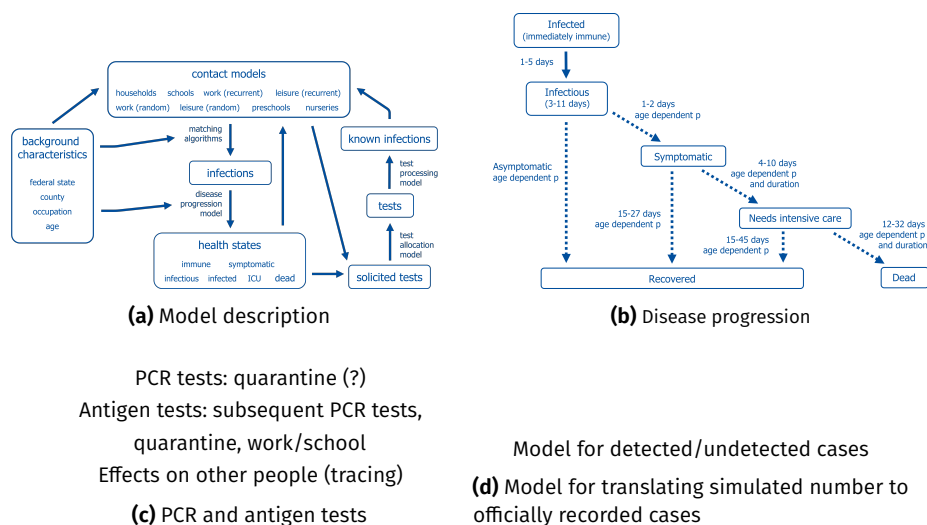 contact models
households schools work (recurrent) leisure (recurrent)
work (random) leisure (random) preschools nurseries
background
characteristics
federal state
county
occupation
age
matching
algorithms
infections
disease
progression
model
health states
immune symptomatic
infectious infected ICU dead
known infections
test
processing
model
tests
test
allocation
model
solicited tests
(a) Model description
Infected
(immediately immune)
1-5 days
Infectious
(3-11 days)
1-2 days
age dependent p
Asymptomatic
age dependent p
Symptomatic
4-10 days
age dependent p
and duration
15-27 days
age dependent p
Needs intensive care
15-45 days
age dependent p
12-32 days
age dependent p
and duration
Recovered
Dead
(b) Disease progression
PCR tests: quarantine (?)
Antigen tests: subsequent PCR tests,
quarantine, work/school
Effects on other people (tracing)
(c) PCR and antigen tests
Model for detected/undetected cases
(d) Model for translating simulated number to
officially recorded cases